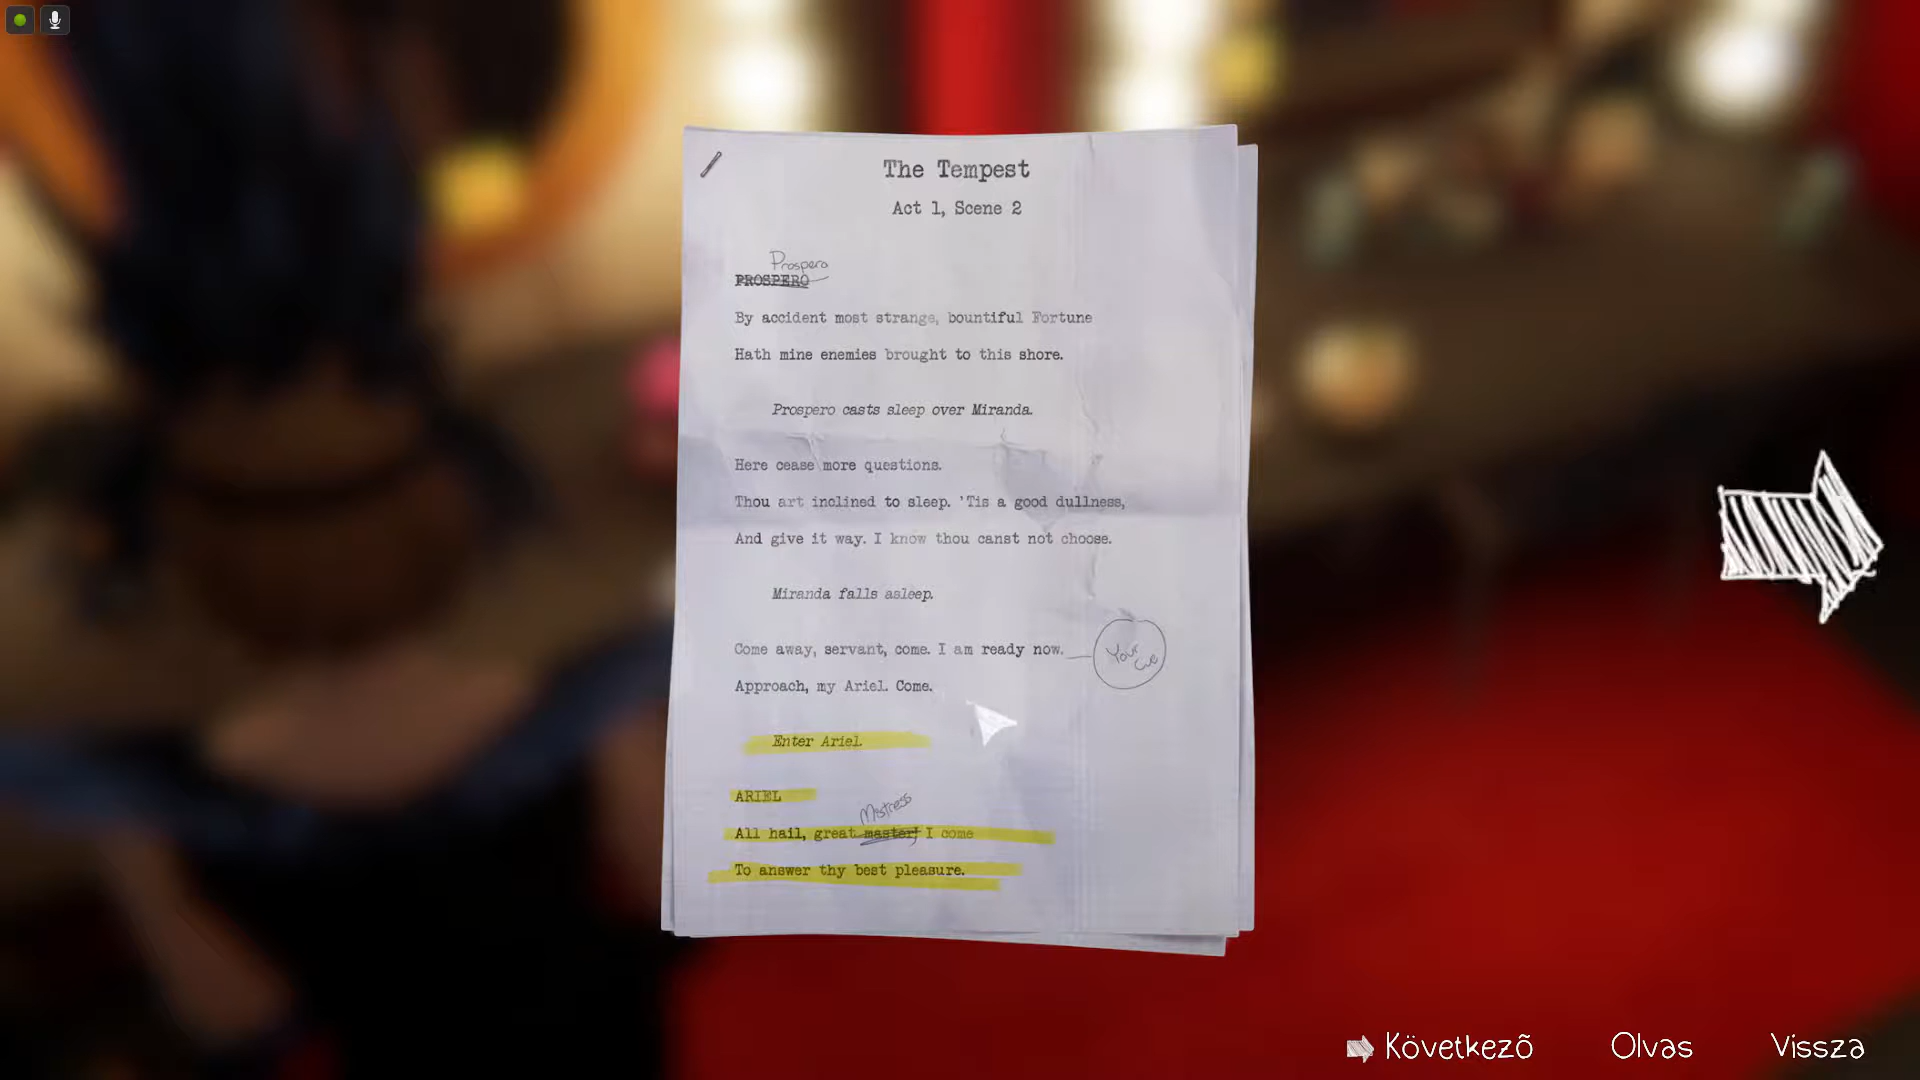 The Tempest
Act 1, Scene 2
Prospera
PROSPERO
By accident most strange, bountiful Fortune
Hath mine enemies brought to this shore.
Prospero casts sleep over Miranda.
Here cease more questions.
Thou art inclined to sleep. 'Tis a good dullness,
And give it way. I know thou canst not choose.
Miranda falls asleep.
Come away, servant, come. I am ready now.
Your Cue
Approach, my Ariel. Come.
Enter Ariel.
ARIEL
Mistress
All hail, great master! I come
To answer thy best pleasure.
Következõ Olvas Vissza